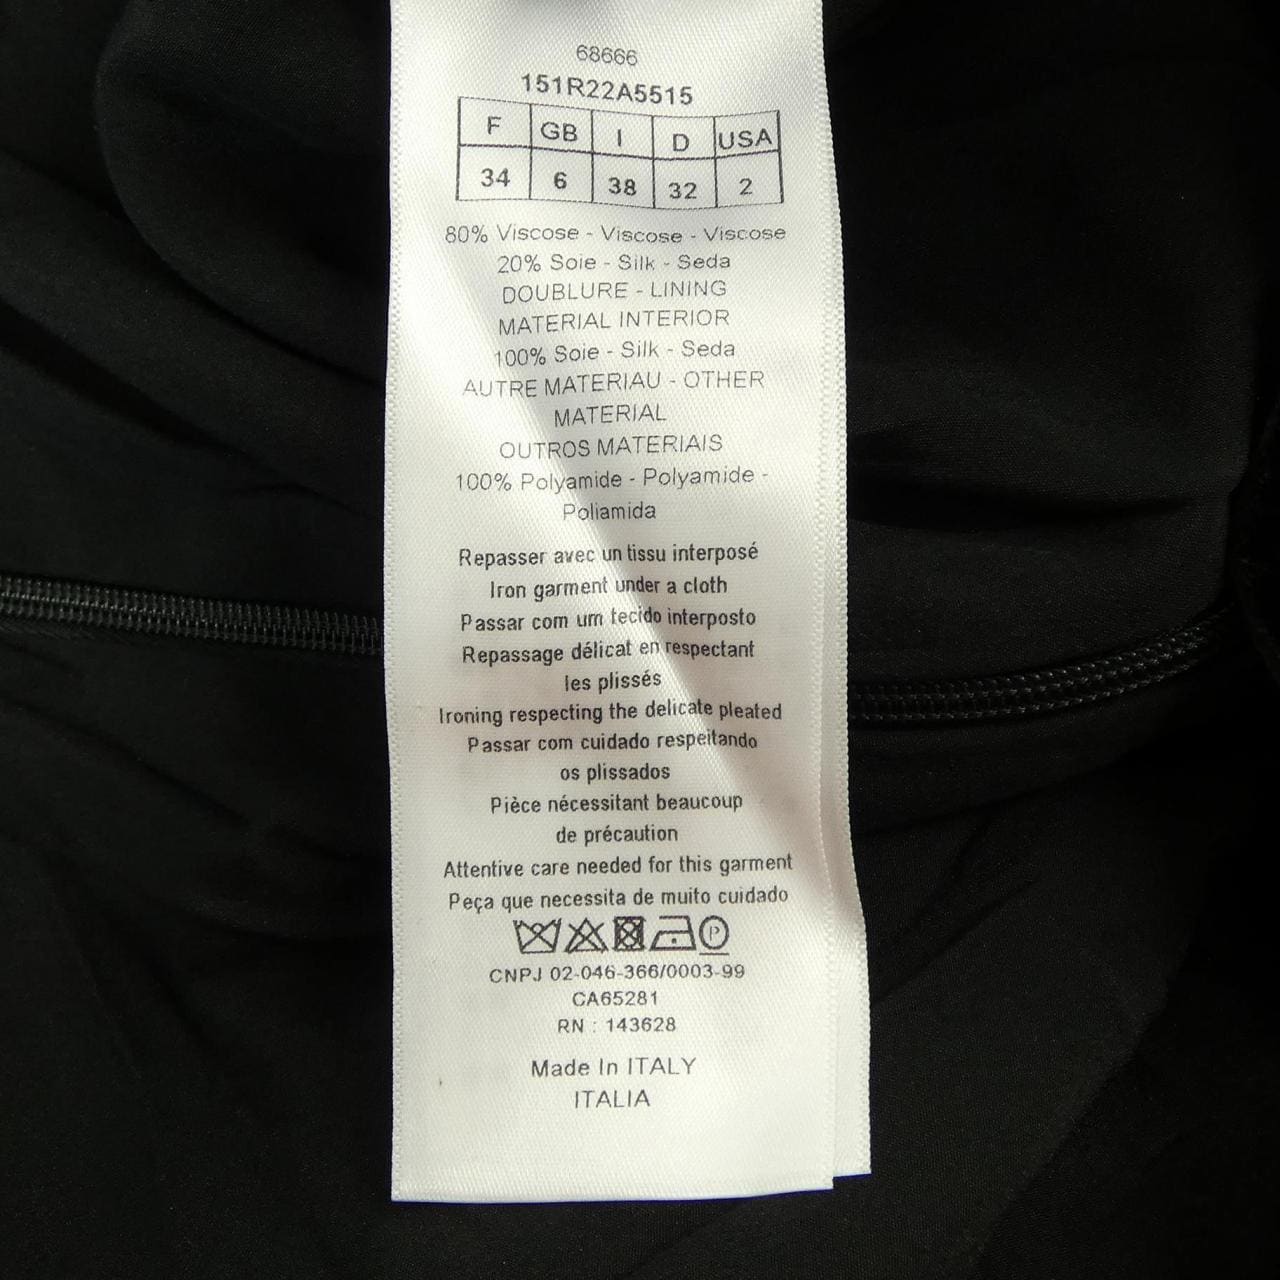 68666
151R22A5515
F GB I D USA
34 6 38 32 2
80% Viscose - Viscose - Viscose
20% Soie - Silk - Seda
DOUBLURE - LINING
MATERIAL INTERIOR
100% Soie - Silk - Seda
AUTRE MATERIAU - OTHER
MATERIAL
OUTROS MATERIAIS
100% Polyamide - Polyamide -
Poliamida
Repasser avec un tissu interposé
Iron garment under a cloth
Passar com um tecido interposto
Repassage délicat en respectant
les plissés
Ironing respecting the delicate pleated
Passar com cuidado respeitando
os plissados
Pièce nécessitant beaucoup
de précaution
Attentive care needed for this garment
Peça que necessita de muito cuidado
P
CNPJ 02-046-366/0003-99
CA65281
RN : 143628
Made In ITALY
ITALIA